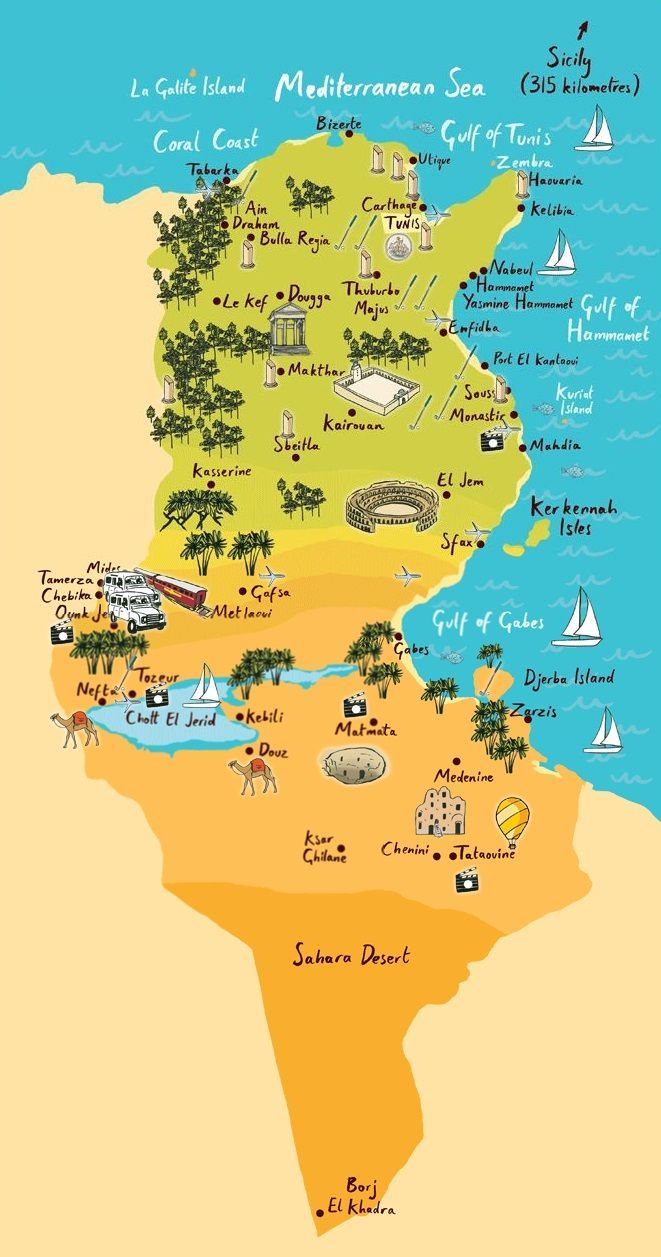 Sicily
(315 kilometres)
La Galite Island
Mediterranean Sea
Bizerte
Coral Coast
Gulf of Tunis
Utique
Zembra
Tabarka
Haouaria
Carthage
Kelibia
Ain
Draham
TUNIS
Bulla Regia
Nabeul
Hammamet
Thuburbo
Majus
Yasmine Hammamet
Le Kef
Dougga
Gulf of
Hammamet
Enfidha
Port El Kantaoui
Makthar
Souss
Kuriat
Island
Kairouan
Monastir
Sbeitla
Mahdia
Kasserine
El Jem
Kerkennah
Isles
Sfax
Mides
Tamerza
Chebika
Gafsa
Ounk Je
Metlaoui
Gulf of Gabes
Gabes
Tozeur
Nefta
Djerba Island
Chott El Jerid
Kebili
Zarzis
Matmata
Douz
Medenine
Ksar
Ghilane
Chenini
Tataouine
Sahara Desert
Borj
El Khadra